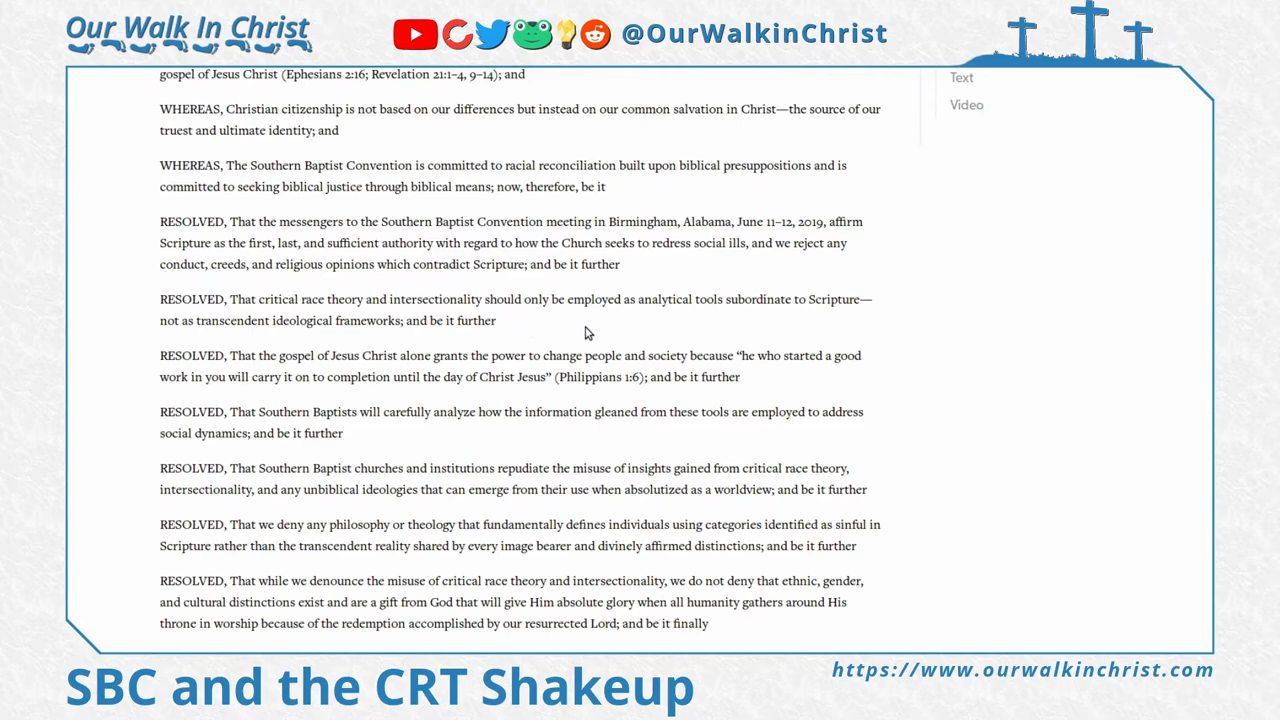 Our Walk In Christ
@OurWalkinChrist
gospel of Jesus Christ (Ephesians 2:16; Revelation 21:1–4, 9–14); and
WHEREAS, Christian citizenship is not based on our differences but instead on our common salvation in Christ—the source of our
truest and ultimate identity; and
WHEREAS, The Southern Baptist Convention is committed to racial reconciliation built upon biblical presuppositions and is
committed to seeking biblical justice through biblical means; now, therefore, be it
RESOLVED, That the messengers to the Southern Baptist Convention meeting in Birmingham, Alabama, June 11–12, 2019, affirm
Scripture as the first, last, and sufficient authority with regard to how the Church seeks to redress social ills, and we reject any
conduct, creeds, and religious opinions which contradict Scripture; and be it further
RESOLVED, That critical race theory and intersectionality should only be employed as analytical tools subordinate to Scripture—
not as transcendent ideological frameworks; and be it further
RESOLVED, That the gospel of Jesus Christ alone grants the power to change people and society because “he who started a good
work in you will carry it on to completion until the day of Christ Jesus” (Philippians 1:6); and be it further
RESOLVED, That Southern Baptists will carefully analyze how the information gleaned from these tools are employed to address
social dynamics; and be it further
RESOLVED, That Southern Baptist churches and institutions repudiate the misuse of insights gained from critical race theory,
intersectionality, and any unbiblical ideologies that can emerge from their use when absolutized as a worldview; and be it further
RESOLVED, That we deny any philosophy or theology that fundamentally defines individuals using categories identified as sinful in
Scripture rather than the transcendent reality shared by every image bearer and divinely affirmed distinctions; and be it further
RESOLVED, That while we denounce the misuse of critical race theory and intersectionality, we do not deny that ethnic, gender,
and cultural distinctions exist and are a gift from God that will give Him absolute glory when all humanity gathers around His
throne in worship because of the redemption accomplished by our resurrected Lord; and be it finally
Text
Video
SBC and the CRT Shakeup
https://www.ourwalkinchrist.com